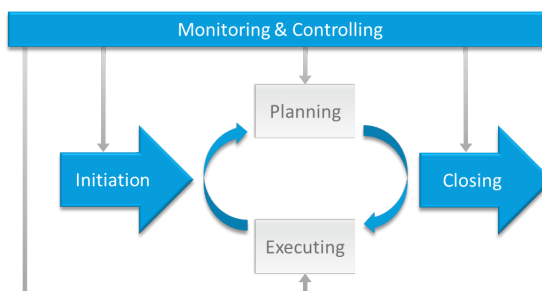 Monitoring & Controlling
Planning
Initiation
Closing
Executing